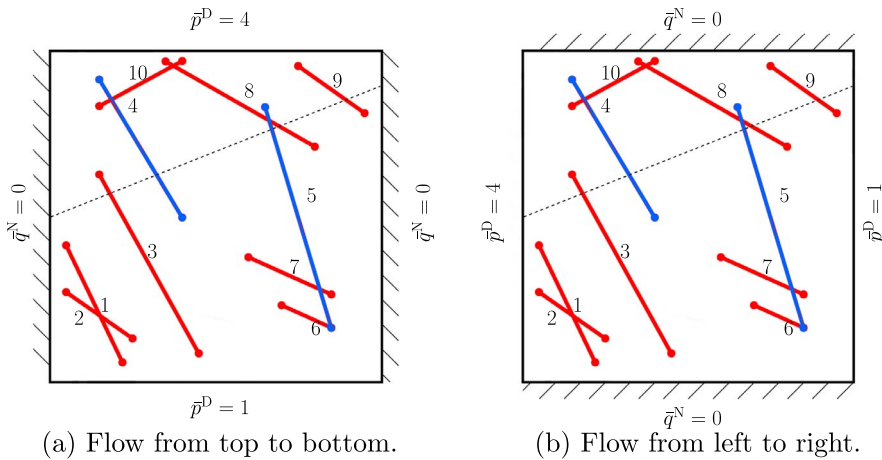 p̄ᴰ = 4
10
9
4
8
q̄ᴺ = 0
5
q̄ᴺ = 0
3
7
1
2
6
p̄ᴰ = 1
(a) Flow from top to bottom.
q̄ᴺ = 0
10
9
4
8
p̄ᴰ = 4
5
p̄ᴰ = 1
3
7
1
2
6
q̄ᴺ = 0
(b) Flow from left to right.